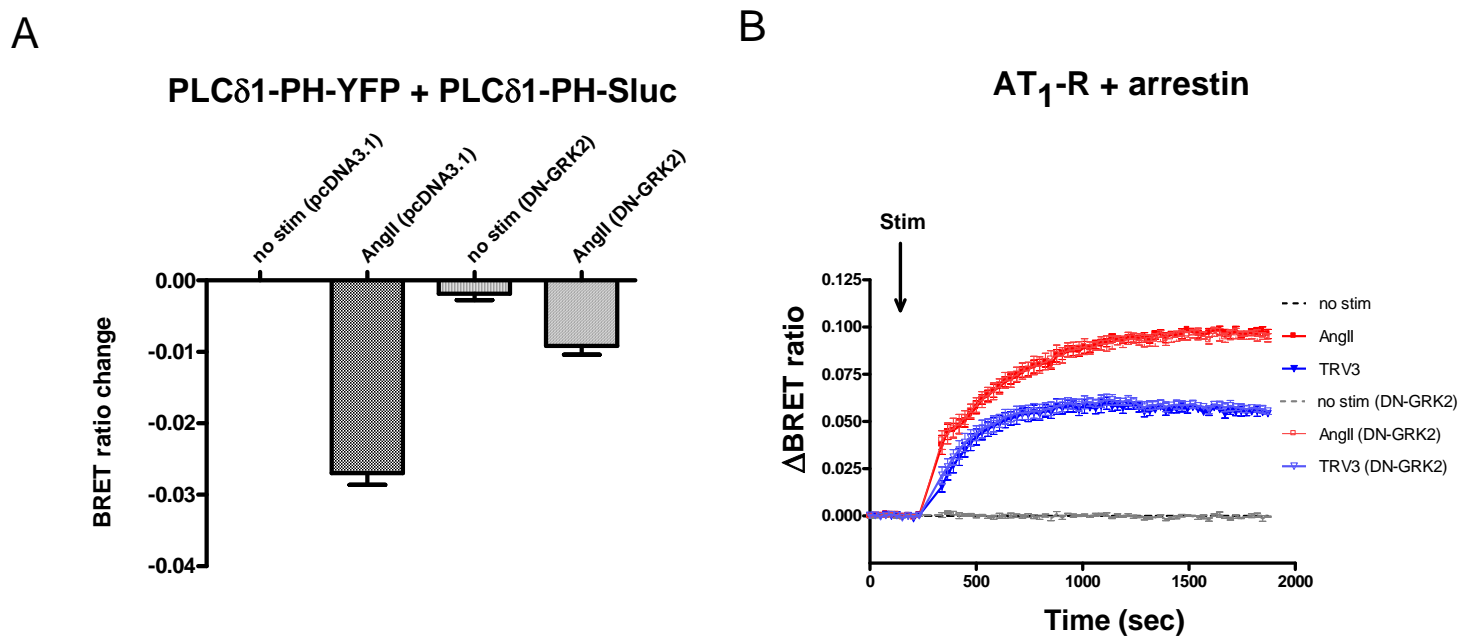 A
PLCδ1-PH-YFP + PLCδ1-PH-Sluc
no stim (pcDNA3.1)
AngII (pcDNA3.1)
no stim (DN-GRK2)
AngII (DN-GRK2)
0.00
-0.01
-0.02
-0.03
-0.04
BRET ratio change
B
AT1-R + arrestin
Stim
0.125
0.100
0.075
0.050
0.025
0.000
ΔBRET ratio
0
500
1000
1500
2000
Time (sec)
no stim
AngII
TRV3
no stim (DN-GRK2)
AngII (DN-GRK2)
TRV3 (DN-GRK2)